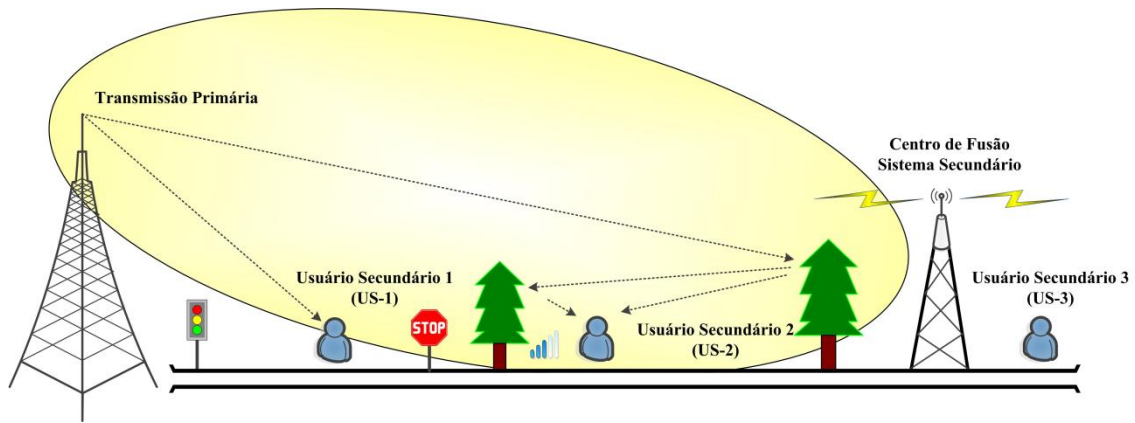 Transmissão Primária
Centro de Fusão
Sistema Secundário
Usuário Secundário 1
(US-1)
STOP
Usuário Secundário 2
(US-2)
Usuário Secundário 3
(US-3)